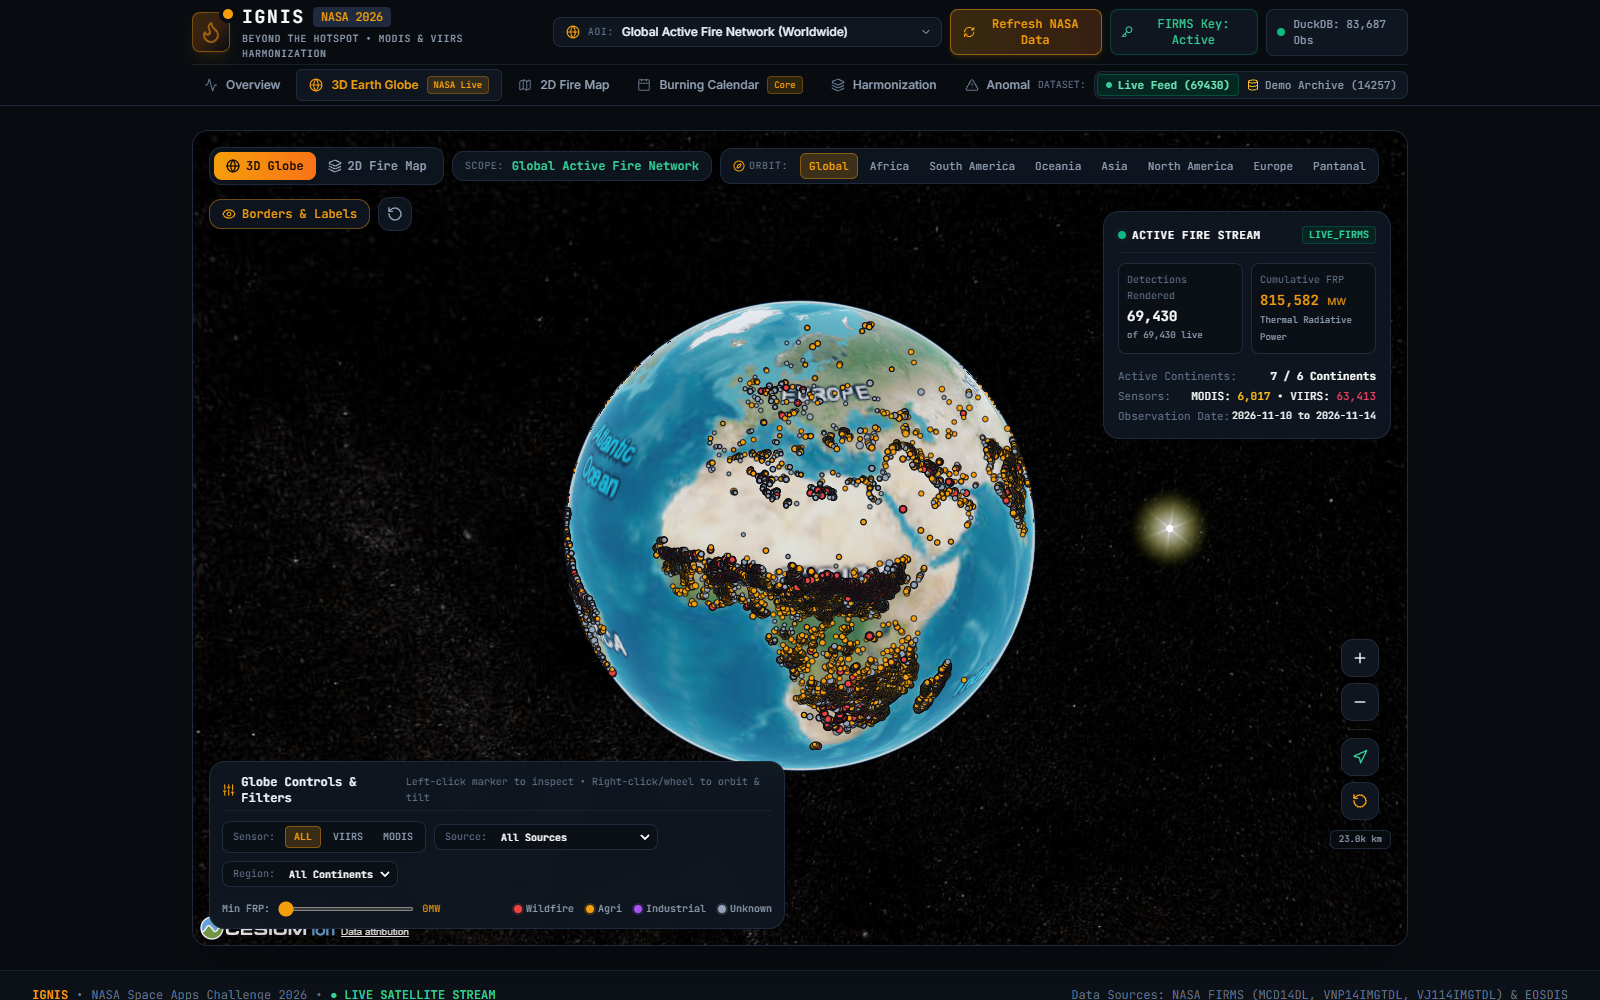 IGNIS NASA 2026
BEYOND THE HOTSPOT • MODIS & VIIRS
HARMONIZATION
AOI: Global Active Fire Network (Worldwide)
Refresh NASA
Data
FIRMS Key:
Active
DuckDB: 83,687
Obs
Overview
3D Earth Globe NASA Live
2D Fire Map
Burning Calendar Core
Harmonization
Anomal
DATASET:
Live Feed (69430)
Demo Archive (14257)
3D Globe
2D Fire Map
SCOPE: Global Active Fire Network
ORBIT: Global Africa South America Oceania Asia North America Europe Pantanal
Borders & Labels
ACTIVE FIRE STREAM LIVE_FIRMS
Detections
Rendered
69,430
of 69,430 live
Cumulative FRP
815,582 MW
Thermal Radiative
Power
Active Continents: 7 / 6 Continents
Sensors: MODIS: 6,017 • VIIRS: 63,413
Observation Date: 2026-11-10 to 2026-11-14
EUROPE
Atlantic
Ocean
23.0k km
Globe Controls &
Filters
Left-click marker to inspect • Right-click/wheel to orbit &
tilt
Sensor: ALL VIIRS MODIS
Source: All Sources
Region: All Continents
Min FRP: 0MW
Wildfire Agri Industrial Unknown
CESIUM ion Data attribution
IGNIS • NASA Space Apps Challenge 2026 • ● LIVE SATELLITE STREAM
Data Sources: NASA FIRMS (MCD14DL, VNP14IMGTDL, VJ114IMGTDL) & EOSDIS